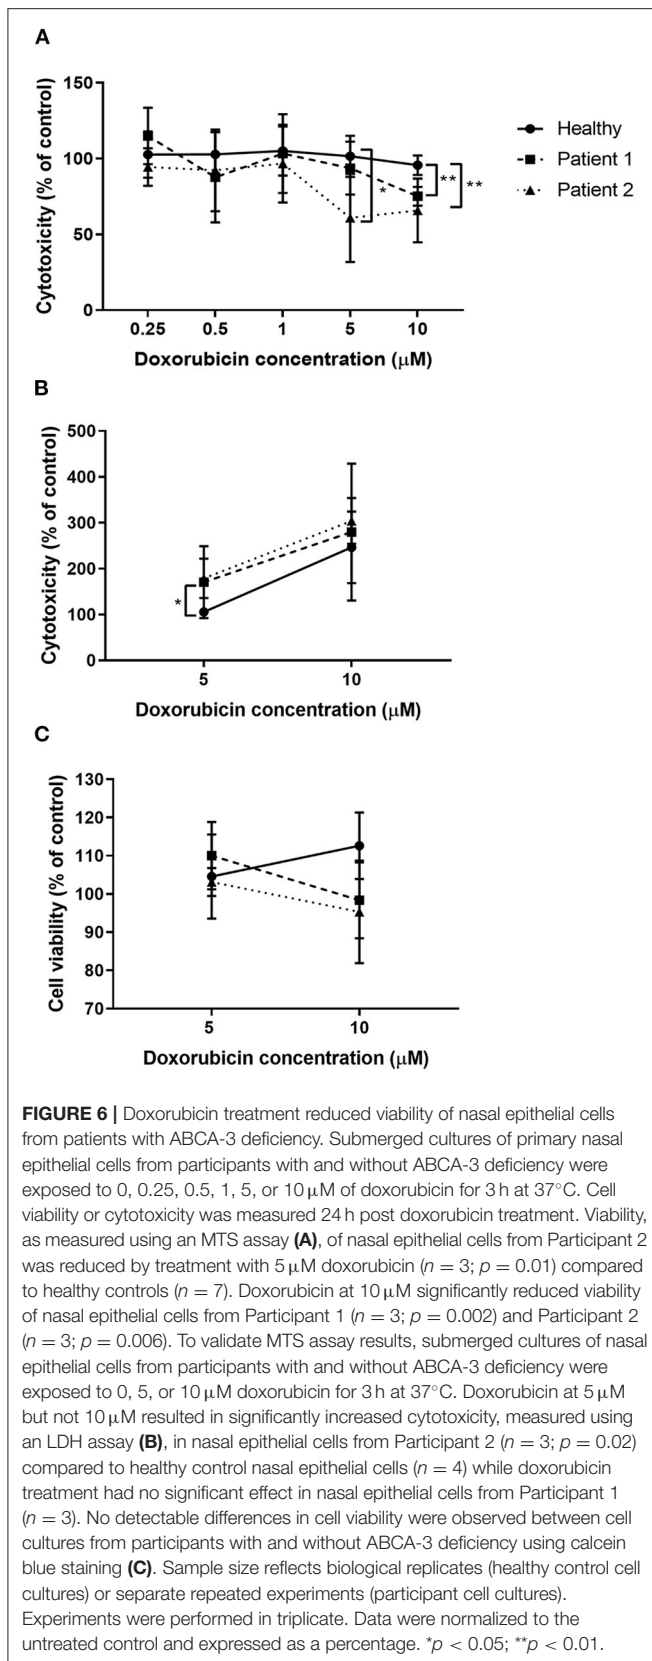 A
150
100
50
0
Cytotoxicity (% of control)
0.25 0.5 1 5 10
Doxorubicin concentration (μM)
* ** **
Healthy
Patient 1
Patient 2
B
500
400
300
200
100
0
Cytotoxicity (% of control)
*
5 10
Doxorubicin concentration (μM)
C
130
120
110
100
90
80
70
Cell viability (% of control)
5 10
Doxorubicin concentration (μM)
FIGURE 6 | Doxorubicin treatment reduced viability of nasal epithelial cells
from patients with ABCA-3 deficiency. Submerged cultures of primary nasal
epithelial cells from participants with and without ABCA-3 deficiency were
exposed to 0, 0.25, 0.5, 1, 5, or 10 μM of doxorubicin for 3 h at 37°C. Cell
viability or cytotoxicity was measured 24 h post doxorubicin treatment. Viability,
as measured using an MTS assay (A), of nasal epithelial cells from Participant 2
was reduced by treatment with 5 μM doxorubicin (n = 3; p = 0.01) compared
to healthy controls (n = 7). Doxorubicin at 10 μM significantly reduced viability
of nasal epithelial cells from Participant 1 (n = 3; p = 0.002) and Participant 2
(n = 3; p = 0.006). To validate MTS assay results, submerged cultures of nasal
epithelial cells from participants with and without ABCA-3 deficiency were
exposed to 0, 5, or 10 μM doxorubicin for 3 h at 37°C. Doxorubicin at 5 μM
but not 10 μM resulted in significantly increased cytotoxicity, measured using
an LDH assay (B), in nasal epithelial cells from Participant 2 (n = 3; p = 0.02)
compared to healthy control nasal epithelial cells (n = 4) while doxorubicin
treatment had no significant effect in nasal epithelial cells from Participant 1
(n = 3). No detectable differences in cell viability were observed between cell
cultures from participants with and without ABCA-3 deficiency using calcein
blue staining (C). Sample size reflects biological replicates (healthy control cell
cultures) or separate repeated experiments (participant cell cultures).
Experiments were performed in triplicate. Data were normalized to the
untreated control and expressed as a percentage. *p < 0.05; **p < 0.01.